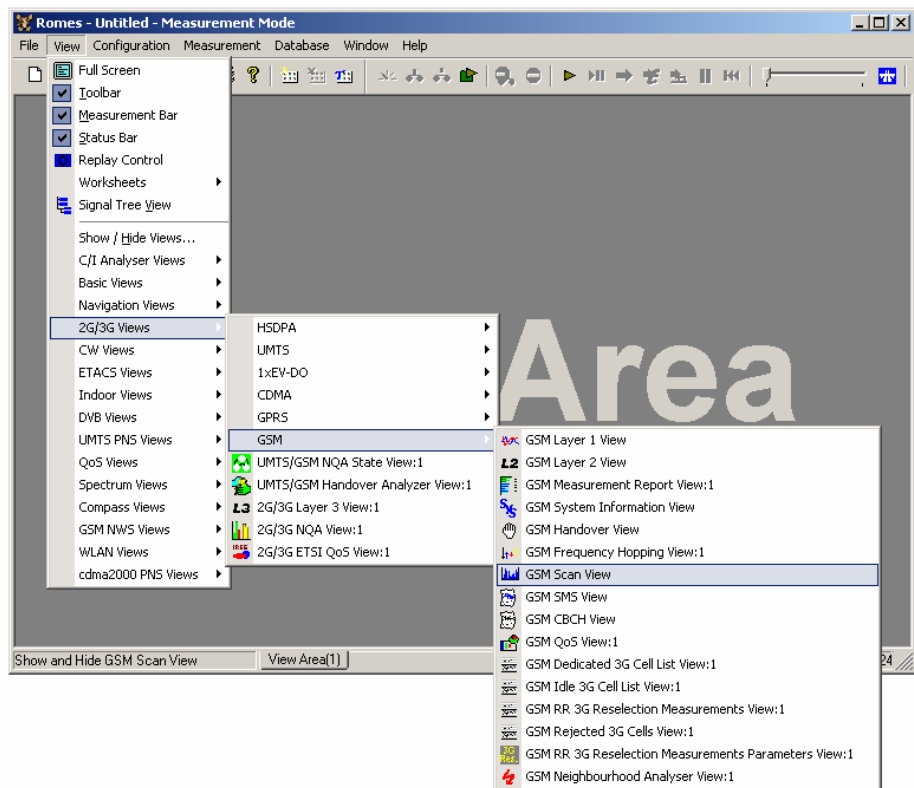 Romes - Untitled - Measurement Mode
File View Configuration Measurement Database Window Help
Full Screen
Toolbar
Measurement Bar
Status Bar
Replay Control
Worksheets
Signal Tree View
Show / Hide Views...
C/I Analyser Views
Basic Views
Navigation Views
2G/3G Views
CW Views
ETACS Views
Indoor Views
DVB Views
UMTS PNS Views
QoS Views
Spectrum Views
Compass Views
GSM NWS Views
WLAN Views
cdma2000 PNS Views
HSDPA
UMTS
1xEV-DO
CDMA
GPRS
GSM
UMTS/GSM NQA State View:1
UMTS/GSM Handover Analyzer View:1
L3 2G/3G Layer 3 View:1
2G/3G NQA View:1
2G/3G ETSI QoS View:1
Area
GSM Layer 1 View
L2 GSM Layer 2 View
GSM Measurement Report View:1
GSM System Information View
GSM Handover View
GSM Frequency Hopping View:1
GSM Scan View
GSM SMS View
GSM CBCH View
GSM QoS View:1
GSM Dedicated 3G Cell List View:1
GSM Idle 3G Cell List View:1
GSM RR 3G Reselection Measurements View:1
GSM Rejected 3G Cells View:1
3G Res. GSM RR 3G Reselection Measurements Parameters View:1
GSM Neighbourhood Analyser View:1
Show and Hide GSM Scan View
View Area(1)
24